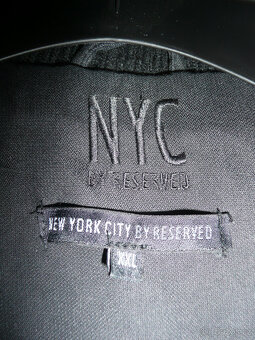 NYC
BY RESERVED
NEW YORK CITY BY RESERVED
XXL